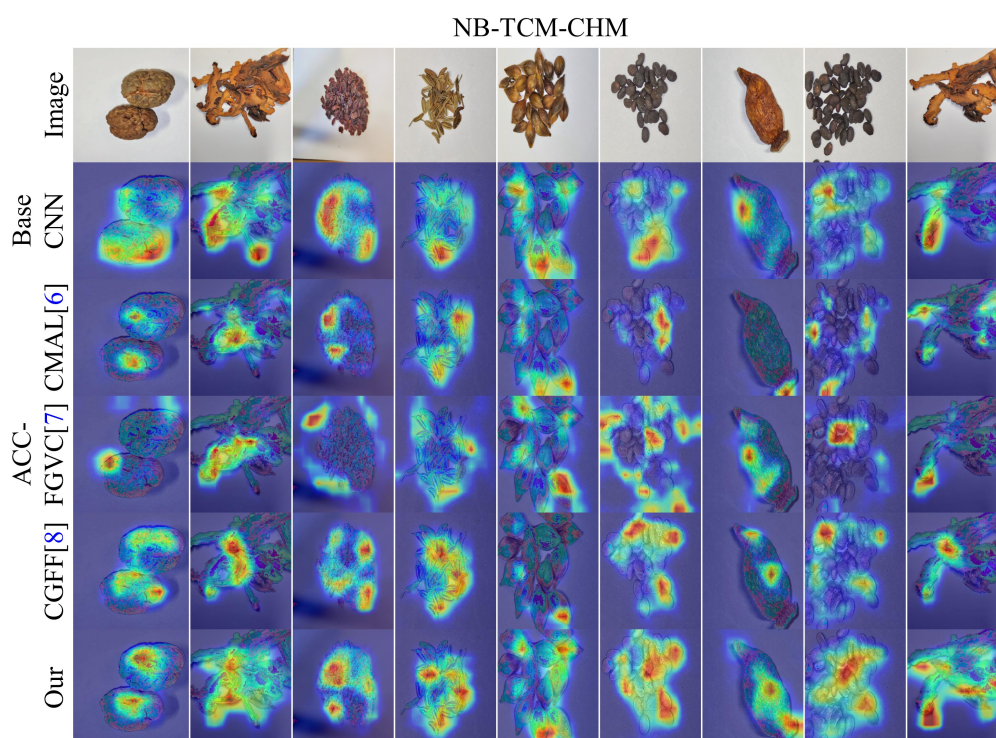 NB-TCM-CHM
Image
Base
CNN
CMAL[6]
ACC-
FGVC[7]
CGFF[8]
Our